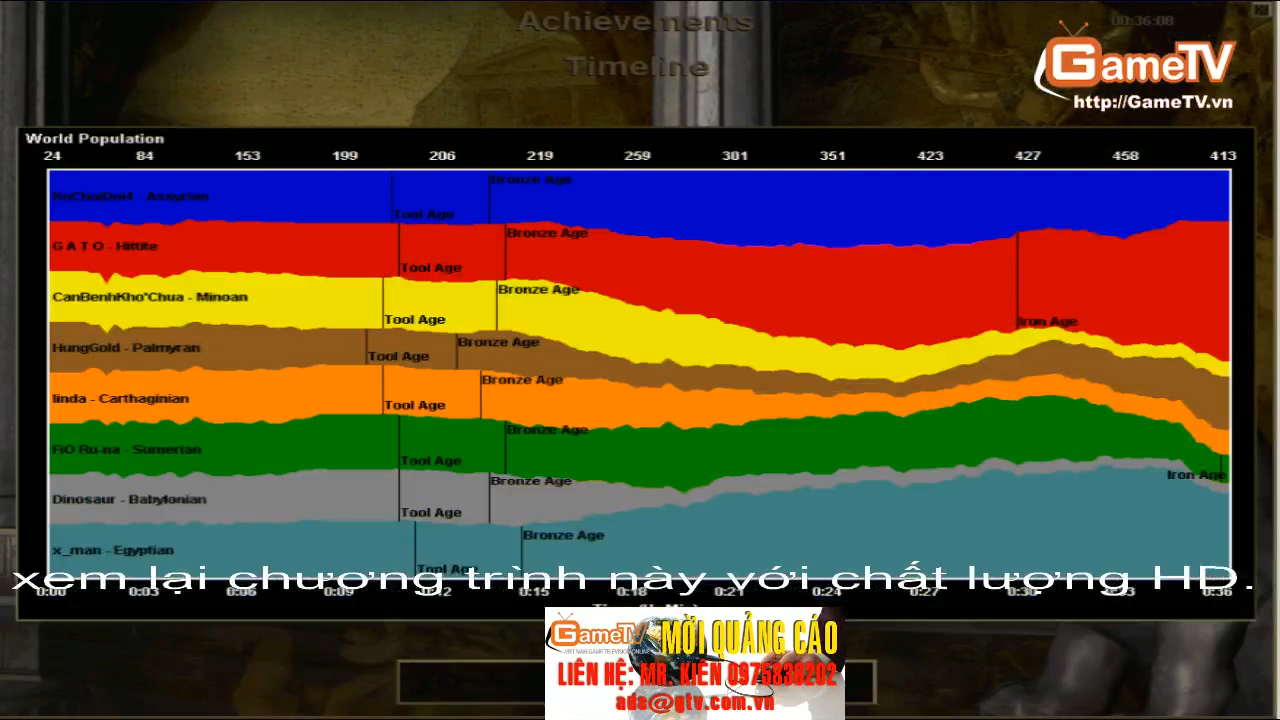 Achievements
00:36:08
Timeline
GameTV
http://GameTV.vn
World Population
24 84 153 199 206 219 259 301 351 423 427 458 413
Bronze Age
Tool Age
G A T O - Hittite
Bronze Age
Tool Age
Iron Age
CanBenhKho'Chua - Minoan
Bronze Age
Tool Age
HungGold - Palmyran
Bronze Age
Tool Age
linda - Carthaginian
Bronze Age
Tool Age
FiO Ru-na - Sumerian
Bronze Age
Tool Age
Iron Age
Dinosaur - Babylonian
Bronze Age
Tool Age
x_man - Egyptian
Bronze Age
Tool Age
xem lại chương trình này với chất lượng HD.
0:00 0:03 0:06 0:09 0:12 0:15 0:18 0:21 0:24 0:27 0:30 0:33 0:36
GameTV MỜI QUẢNG CÁO
LIÊN HỆ: MR. KIÊN 0975838202
ads@gtv.com.vn